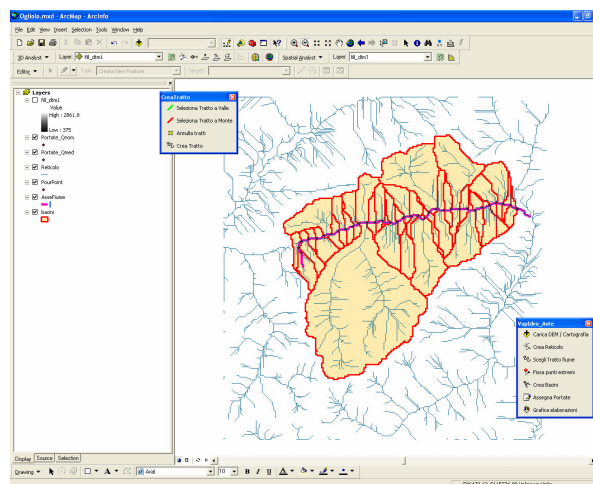 Ogliolo.mxd - ArcMap - ArcInfo
File Edit View Insert Selection Tools Window Help
3D Analyst Layer: fill_dtm1 Spatial Analyst Layer: fill_dtm1
Editor Task: Create New Feature Target:
Layers
fill_dtm1
Value
High : 2861.8
Low : 375
Portate_Qnom
Portate_Qmed
Reticolo
PourPoint
AsseFiume
bacini
CreaTratto
Seleziona Tratto a Valle
Seleziona Tratto a Monte
Annulla tratti
Crea Tratto
VapIdro_Aste
Carica DEM / Cartografia
Crea Reticolo
Scegli Tratto fiume
Fissa punti estremi
Crea Bacini
Assegna Portate
Grafica elaborazioni
Display Source Selection
Drawing A Arial 10 B I U A